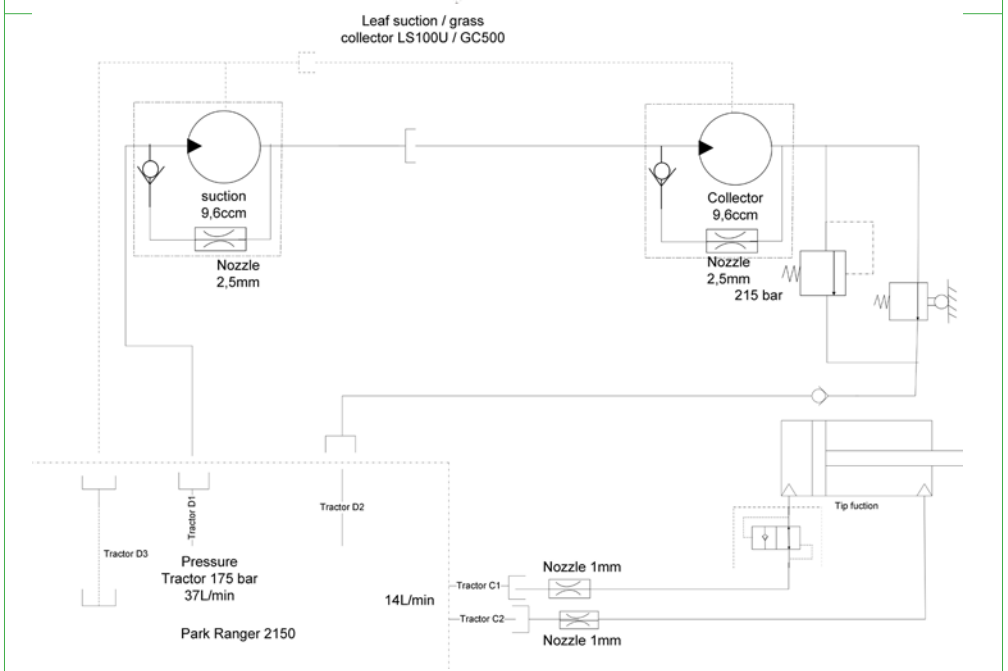 Leaf suction / grass
collector LS100U / GC500
suction
9,6ccm
Nozzle
2,5mm
Collector
9,6ccm
Nozzle
2,5mm
215 bar
Tractor D3
Tractor D1
Pressure
Tractor 175 bar
37L/min
Park Ranger 2150
Tractor D2
14L/min
Tip fuction
Nozzle 1mm
Tractor C1
Tractor C2
Nozzle 1mm